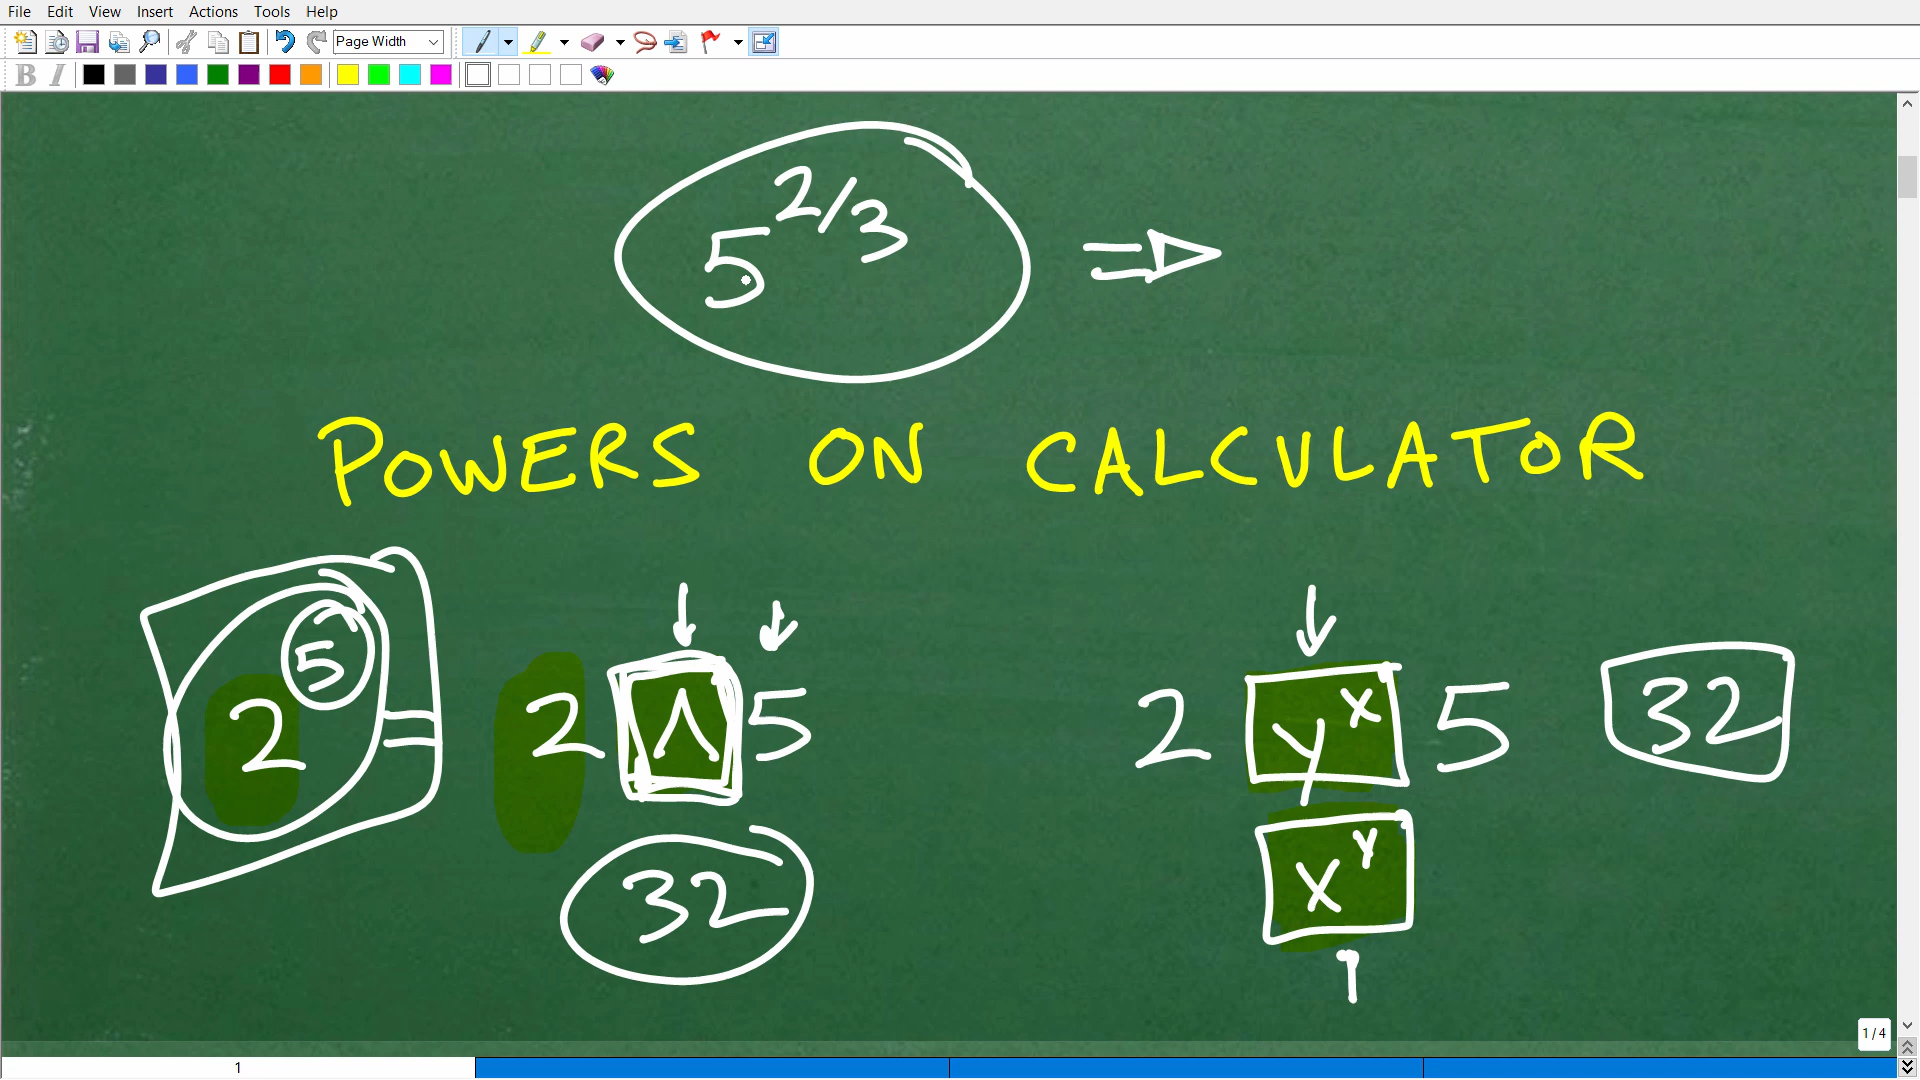 File Edit View Insert Actions Tools Help
Page Width
B I
5^2/3 ⇒
POWERS ON CALCULATOR
2^5 = 2 ^ 5 2 y^x 5 32
32 x^y
1 / 4
1